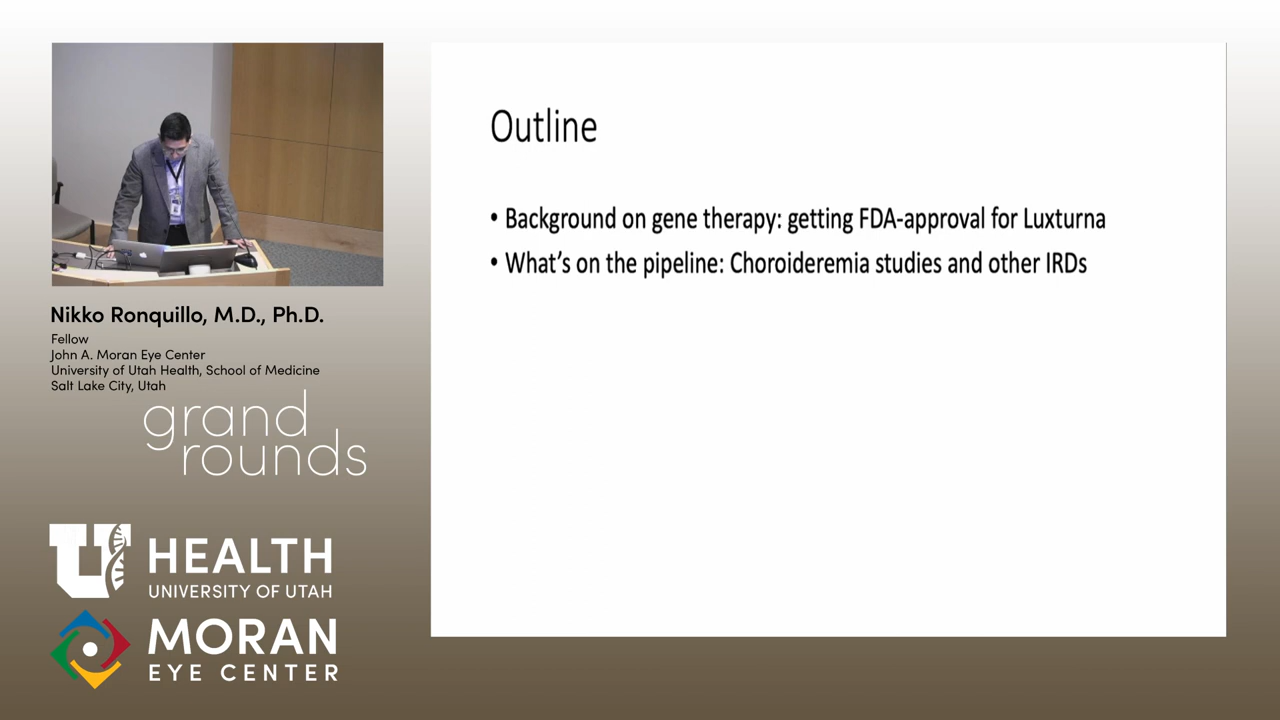 Outline
• Background on gene therapy: getting FDA-approval for Luxturna
• What's on the pipeline: Choroideremia studies and other IRDs
Nikko Ronquillo, M.D., Ph.D.
Fellow
John A. Moran Eye Center
University of Utah Health, School of Medicine
Salt Lake City, Utah
grand
rounds
U HEALTH
UNIVERSITY OF UTAH
MORAN
EYE CENTER